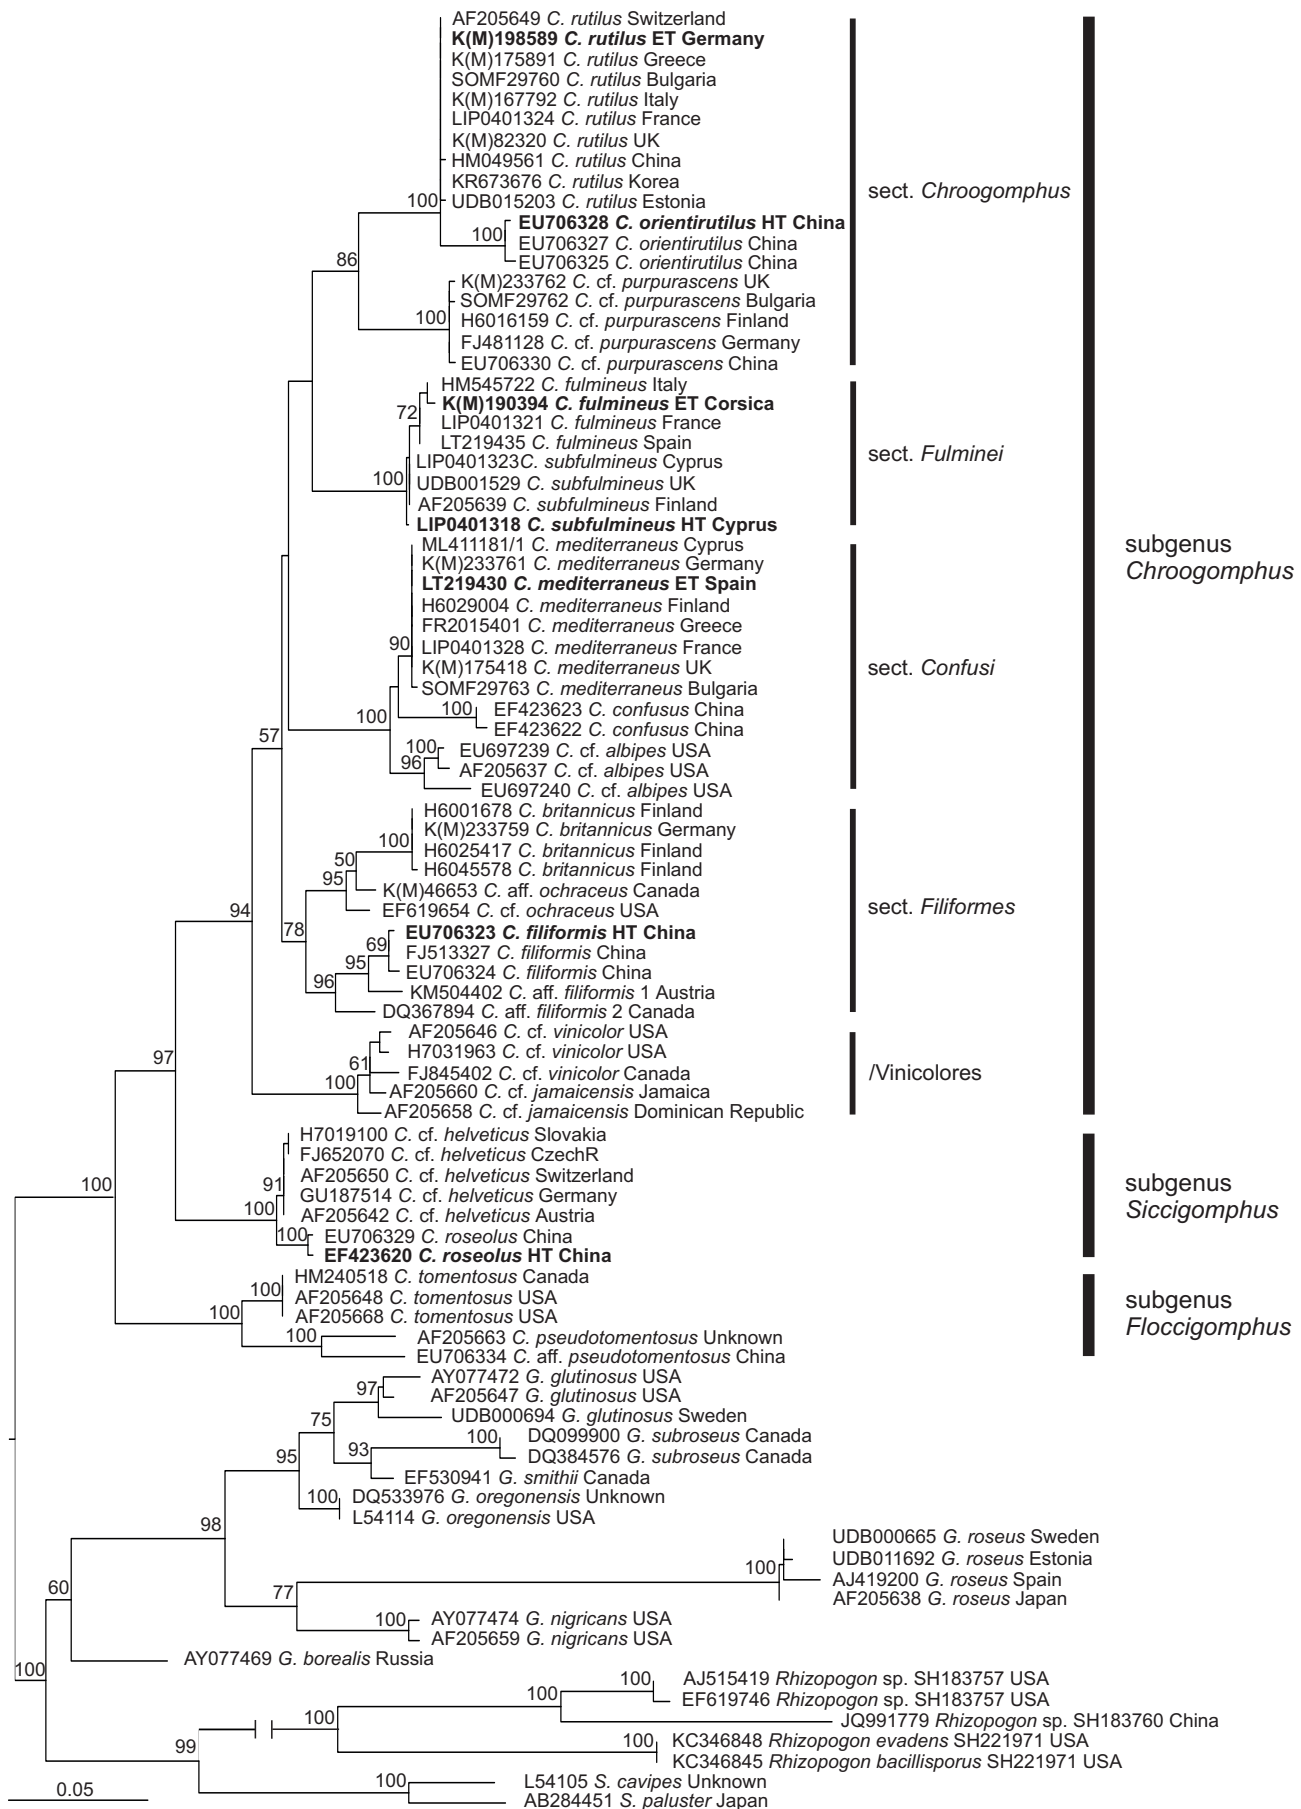 AF205649 C. rutilus Switzerland
K(M)198589 C. rutilus ET Germany
K(M)175891 C. rutilus Greece
SOMF29760 C. rutilus Bulgaria
K(M)167792 C. rutilus Italy
LIP0401324 C. rutilus France
K(M)82320 C. rutilus UK
HM049561 C. rutilus China
KR673676 C. rutilus Korea
UDB015203 C. rutilus Estonia
100
EU706328 C. orientirutilus HT China
EU706327 C. orientirutilus China
EU706325 C. orientirutilus China
100
86
K(M)233762 C. cf. purpurascens UK
SOMF29762 C. cf. purpurascens Bulgaria
H6016159 C. cf. purpurascens Finland
FJ481128 C. cf. purpurascens Germany
EU706330 C. cf. purpurascens China
100
sect. Chroogomphus
HM545722 C. fulmineus Italy
K(M)190394 C. fulmineus ET Corsica
LIP0401321 C. fulmineus France
LT219435 C. fulmineus Spain
72
LIP0401323C. subfulmineus Cyprus
UDB001529 C. subfulmineus UK
AF205639 C. subfulmineus Finland
LIP0401318 C. subfulmineus HT Cyprus
100
sect. Fulminei
ML411181/1 C. mediterraneus Cyprus
K(M)233761 C. mediterraneus Germany
LT219430 C. mediterraneus ET Spain
H6029004 C. mediterraneus Finland
FR2015401 C. mediterraneus Greece
LIP0401328 C. mediterraneus France
K(M)175418 C. mediterraneus UK
SOMF29763 C. mediterraneus Bulgaria
90
EF423623 C. confusus China
EF423622 C. confusus China
100
100
EU697239 C. cf. albipes USA
AF205637 C. cf. albipes USA
EU697240 C. cf. albipes USA
100
96
sect. Confusi
57
H6001678 C. britannicus Finland
K(M)233759 C. britannicus Germany
H6025417 C. britannicus Finland
H6045578 C. britannicus Finland
100
50
95
K(M)46653 C. aff. ochraceus Canada
EF619654 C. cf. ochraceus USA
78
EU706323 C. filiformis HT China
FJ513327 C. filiformis China
EU706324 C. filiformis China
KM504402 C. aff. filiformis 1 Austria
DQ367894 C. aff. filiformis 2 Canada
69
95
96
sect. Filiformes
94
AF205646 C. cf. vinicolor USA
H7031963 C. cf. vinicolor USA
FJ845402 C. cf. vinicolor Canada
AF205660 C. cf. jamaicensis Jamaica
AF205658 C. cf. jamaicensis Dominican Republic
61
100
/Vinicolores
subgenus
Chroogomphus
97
H7019100 C. cf. helveticus Slovakia
FJ652070 C. cf. helveticus CzechR
AF205650 C. cf. helveticus Switzerland
GU187514 C. cf. helveticus Germany
AF205642 C. cf. helveticus Austria
91
100
EU706329 C. roseolus China
EF423620 C. roseolus HT China
100
subgenus
Siccigomphus
100
HM240518 C. tomentosus Canada
AF205648 C. tomentosus USA
AF205668 C. tomentosus USA
100
100
AF205663 C. pseudotomentosus Unknown
EU706334 C. aff. pseudotomentosus China
100
subgenus
Floccigomphus
AY077472 G. glutinosus USA
AF205647 G. glutinosus USA
UDB000694 G. glutinosus Sweden
97
75
DQ099900 G. subroseus Canada
DQ384576 G. subroseus Canada
100
93
EF530941 G. smithii Canada
95
DQ533976 G. oregonensis Unknown
L54114 G. oregonensis USA
100
98
UDB000665 G. roseus Sweden
UDB011692 G. roseus Estonia
AJ419200 G. roseus Spain
AF205638 G. roseus Japan
100
77
AY077474 G. nigricans USA
AF205659 G. nigricans USA
100
60
AY077469 G. borealis Russia
100
AJ515419 Rhizopogon sp. SH183757 USA
EF619746 Rhizopogon sp. SH183757 USA
100
100
JQ991779 Rhizopogon sp. SH183760 China
100
KC346848 Rhizopogon evadens SH221971 USA
KC346845 Rhizopogon bacillisporus SH221971 USA
100
99
L54105 S. cavipes Unknown
AB284451 S. paluster Japan
100
0.05